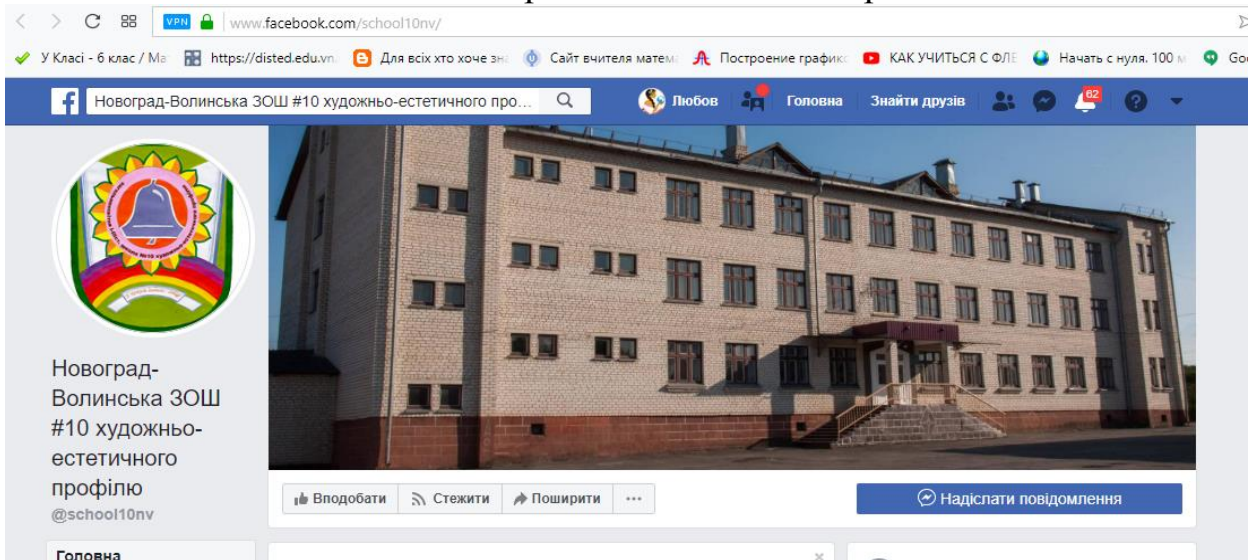 VPN www.facebook.com/school10nv/
У Класі - 6 клас / Ма https://disted.edu.vn Для всіх хто хоче зн Сайт вчителя матем Построение график КАК УЧИТЬСЯ С ФЛЕ Начать с нуля. 100 м Goo
Новоград-Волинська ЗОШ #10 художньо-естетичного про... Любов Головна Знайти друзів 62
Новоград-
Волинська ЗОШ
#10 художньо-
естетичного
профілю
@school10nv
Вподобати Стежити Поширити ... Надіслати повідомлення
Головна